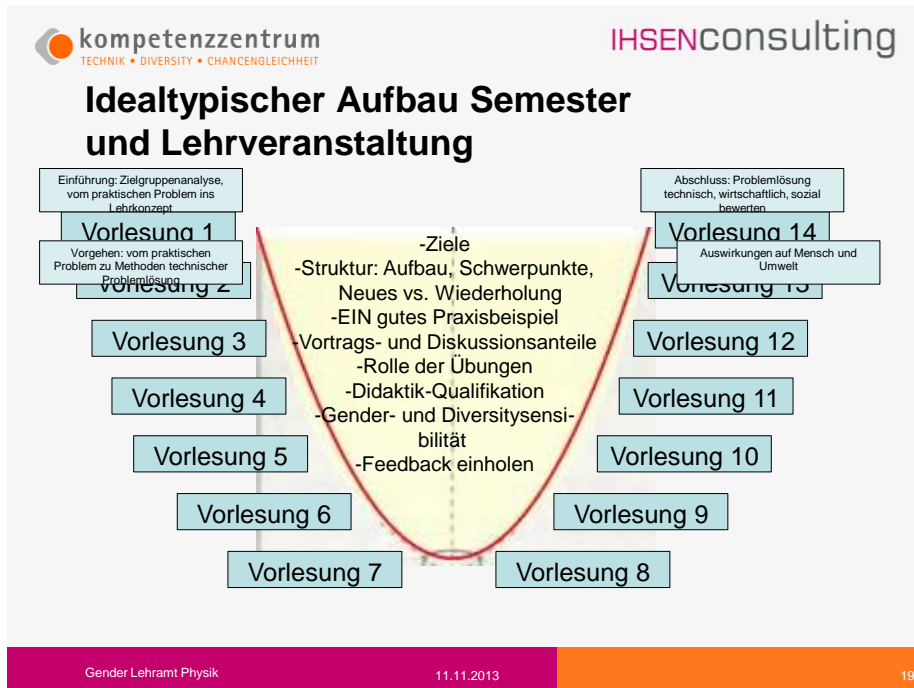 kompetenzzentrum
TECHNIK • DIVERSITY • CHANCENGLEICHHEIT
IHSENconsulting
Idealtypischer Aufbau Semester
und Lehrveranstaltung
Einführung: Zielgruppenanalyse,
vom praktischen Problem ins
Lehrkonzept
Vorlesung 1
Vorgehen: vom praktischen
Problem zu Methoden technischer
Problemlösung
Vorlesung 2
Vorlesung 3
Vorlesung 4
Vorlesung 5
Vorlesung 6
Vorlesung 7
-Ziele
-Struktur: Aufbau, Schwerpunkte,
Neues vs. Wiederholung
-EIN gutes Praxisbeispiel
-Vortrags- und Diskussionsanteile
-Rolle der Übungen
-Didaktik-Qualifikation
-Gender- und Diversitysensi-
bilität
-Feedback einholen
Abschluss: Problemlösung
technisch, wirtschaftlich, sozial
bewerten
Vorlesung 14
Auswirkungen auf Mensch und
Umwelt
Vorlesung 13
Vorlesung 12
Vorlesung 11
Vorlesung 10
Vorlesung 9
Vorlesung 8
Gender Lehramt Physik
11.11.2013
19